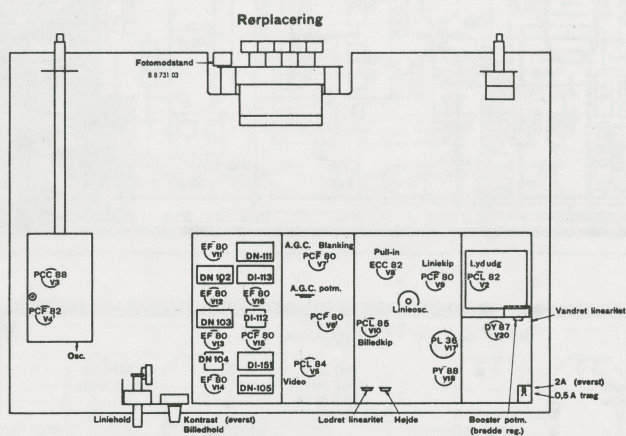 Rørplacering
Fotomodstand
B 8 731 03
PCC 88
V3
PCF 82
V4
Osc.
EF 80
V11
DN-111
DN 102
DI-113
EF 80
V12
EF 80
V16
DN 103
DI-112
EF 80
V13
PCF 80
V15
DN 104
DI-151
EF 80
V14
DN-105
A.G.C. Blanking
PCF 80
V7
A.G.C. potm.
PCF 80
V6
PCL 84
V5
Video
Pull-in
ECC 82
V8
Liniekip
PCF 80
V9
Linieosc.
PCL 85
V10
Billedkip
PL 36
V17
PY 88
V18
Lyd udg
PCL 82
V2
DY 87
V20
Vandret linearitet
2A (øverst)
0,5 A træg
Liniehold
Kontrast (øverst)
Billedhold
Lodret linearitet
Højde
Booster potm.
(bredde reg.)